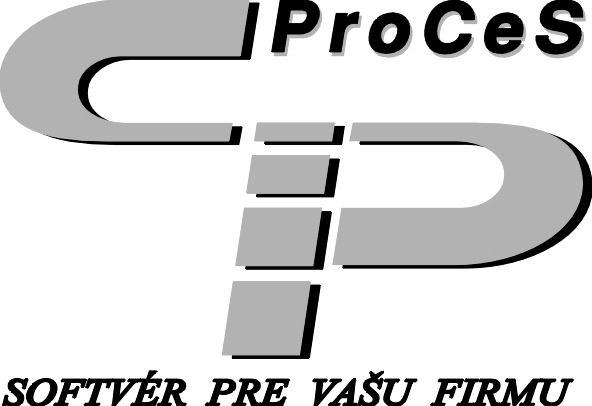 ProCeS
SOFTVÉR PRE VAŠU FIRMU